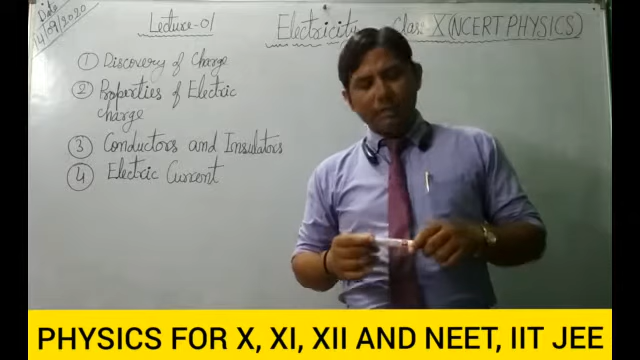 Date
14/09/2020
Lecture-01
Electricity Class X (NCERT PHYSICS)
① Discovery of Charge
② Properties of Electric
charge
③ Conductors and Insulators
④ Electric Current
PHYSICS FOR X, XI, XII AND NEET, IIT JEE